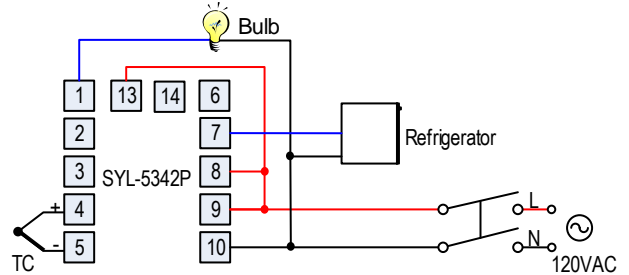 Bulb
1 13 14 6
2 7
Refrigerator
3 SYL-5342P 8
+ 4 9 L
- 5 10 N
TC 120VAC